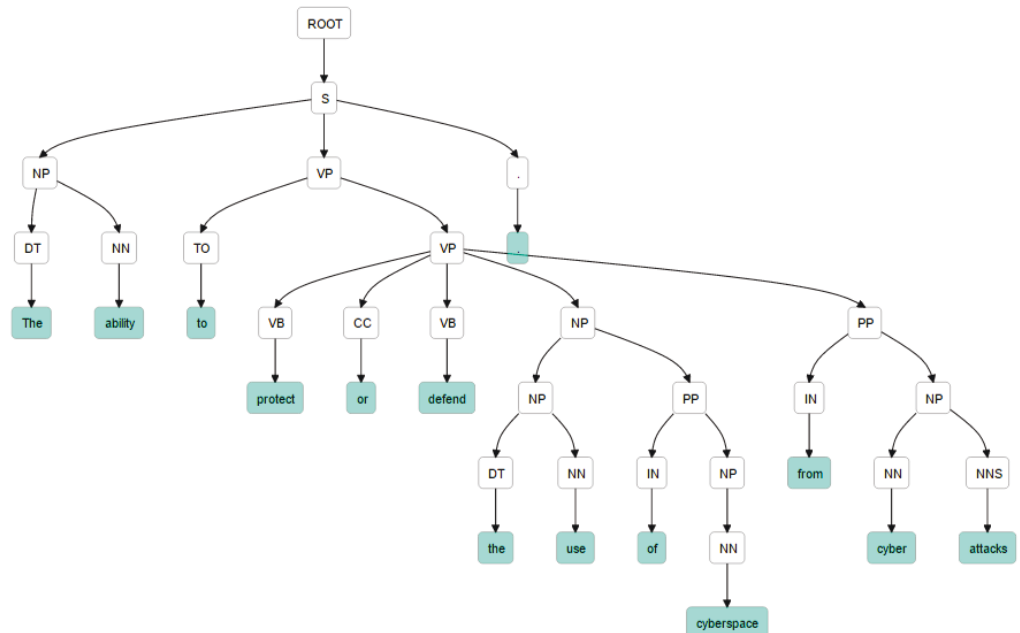 ROOT
S
NP VP .
DT NN TO VP .
The ability to VB CC VB NP PP
protect or defend NP PP IN NP
DT NN IN NP from NN NNS
the use of NN cyber attacks
cyberspace